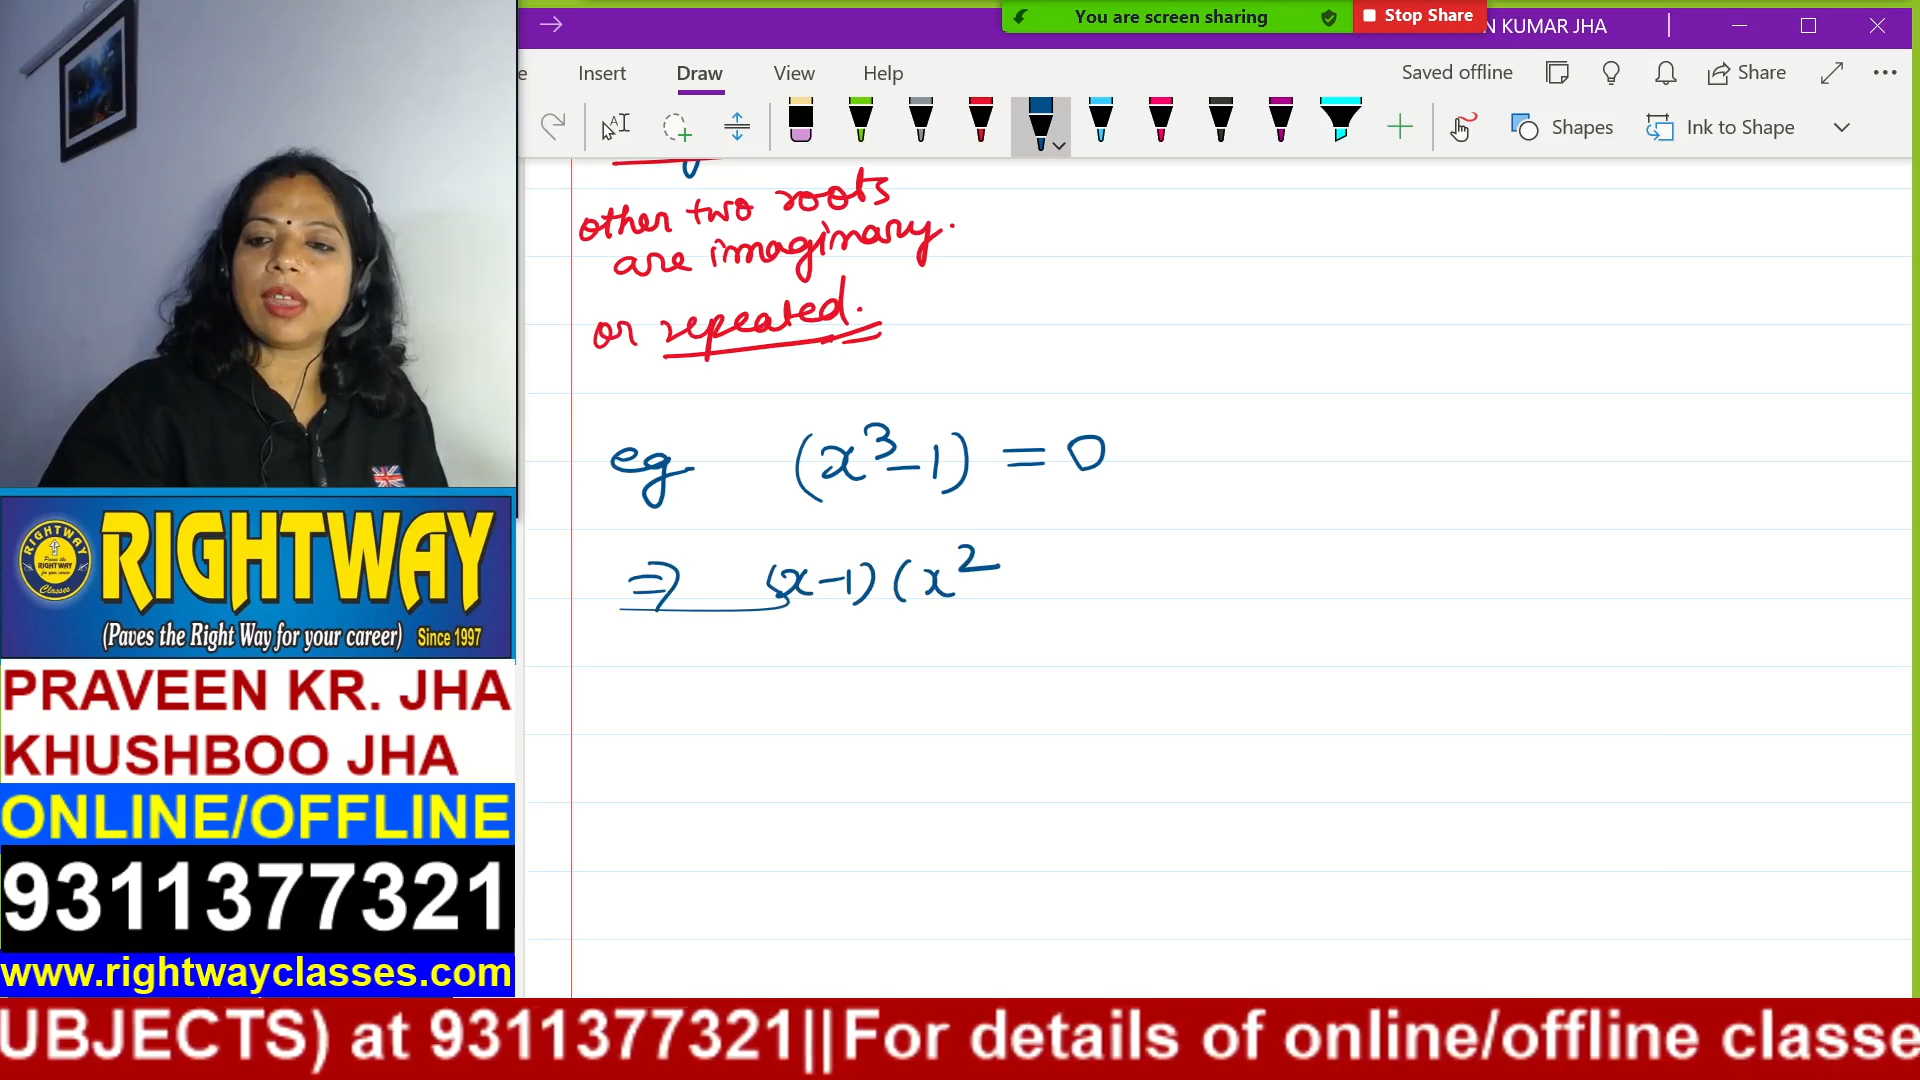 You are screen sharing
Stop Share
N KUMAR JHA
Insert
Draw
View
Help
Saved offline
Share
Shapes
Ink to Shape
other two roots
are imaginary.
or repeated.
eg (x³-1) = 0
⇒ (x-1) (x²
RIGHTWAY
Classes
RIGHTWAY
(Paves the Right Way for your career) Since 1997
PRAVEEN KR. JHA
KHUSHBOO JHA
ONLINE/OFFLINE
9311377321
www.rightwayclasses.com
UBJECTS) at 9311377321||For details of online/offline classe